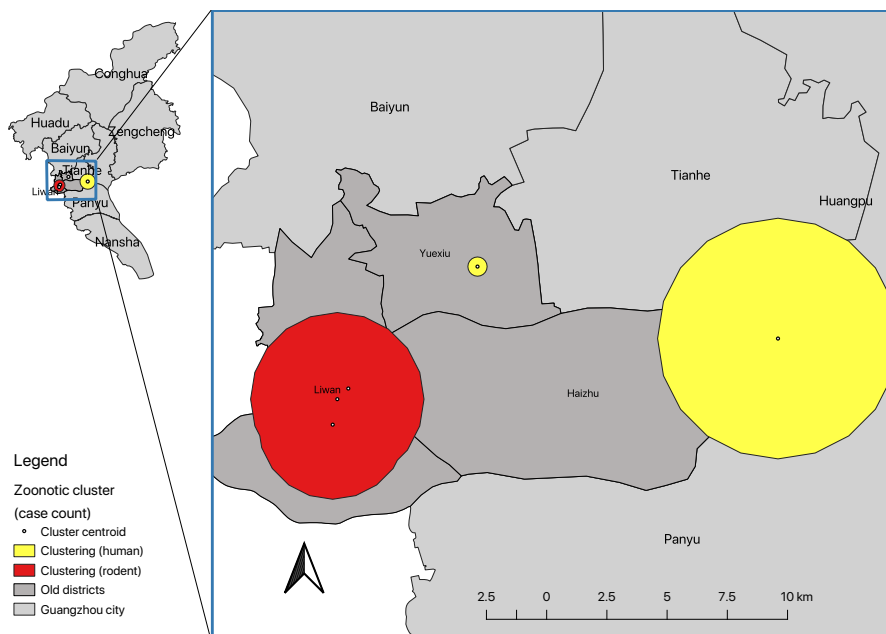 Conghua
Huadu
Zengcheng
Baiyun
Tianhe
Liwan
Panyu
Nansha
Baiyun
Tianhe
Huangpu
Yuexiu
Liwan
Haizhu
Panyu
Legend
Zoonotic cluster
(case count)
Cluster centroid
Clustering (human)
Clustering (rodent)
Old districts
Guangzhou city
2.5 0 2.5 5 7.5 10 km